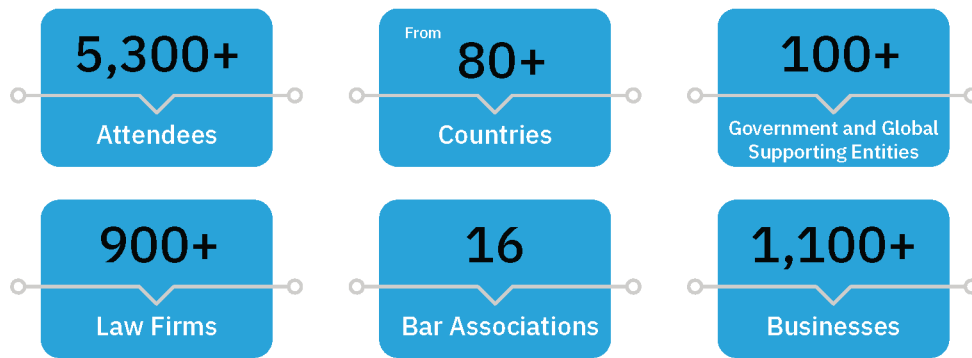 5,300+
Attendees
From
80+
Countries
100+
Government and Global
Supporting Entities
900+
Law Firms
16
Bar Associations
1,100+
Businesses